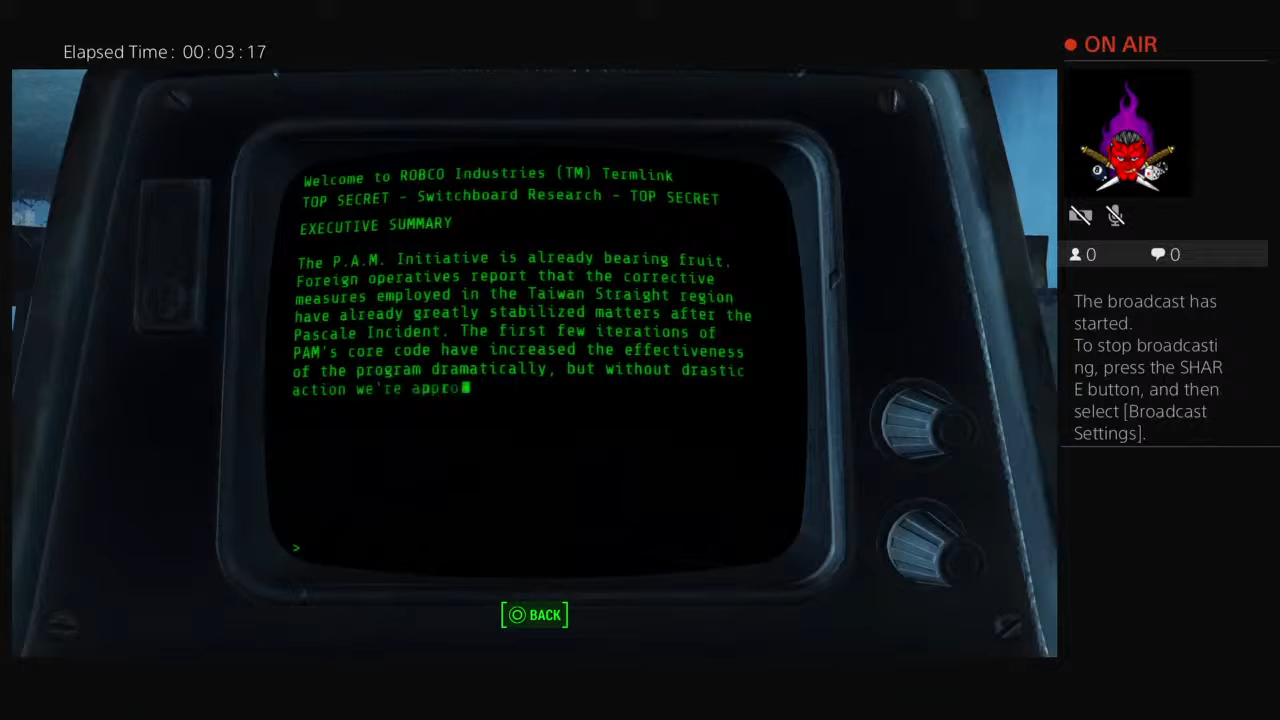 Elapsed Time: 00:03:17
ON AIR
Welcome to ROBCO Industries (TM) Termlink
TOP SECRET - Switchboard Research - TOP SECRET
EXECUTIVE SUMMARY
The P.A.M. Initiative is already bearing fruit.
Foreign operatives report that the corrective
measures employed in the Taiwan Straight region
have already greatly stabilized matters after the
Pascale Incident. The first few iterations of
PAM's core code have increased the effectiveness
of the program dramatically, but without drastic
action we're appro
>
BACK
0
0
The broadcast has
started.
To stop broadcasti
ng, press the SHAR
E button, and then
select [Broadcast
Settings].